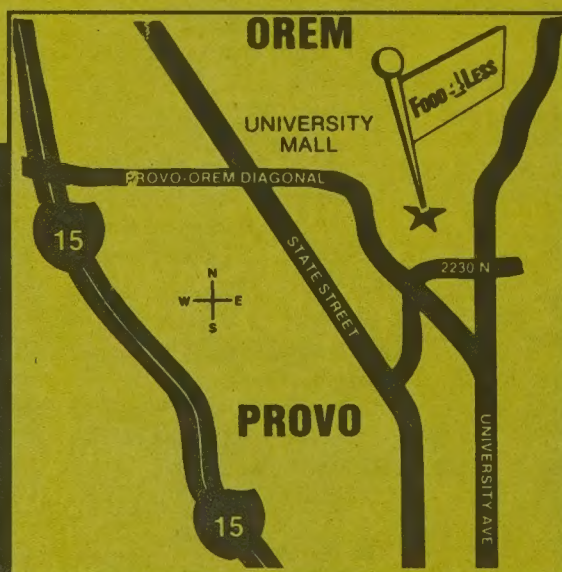 OREM
FOOD 4 LESS
UNIVERSITY
MALL
PROVO-OREM DIAGONAL
15
STATE STREET
2230 N
N
W E
S
PROVO
UNIVERSITY AVE
15